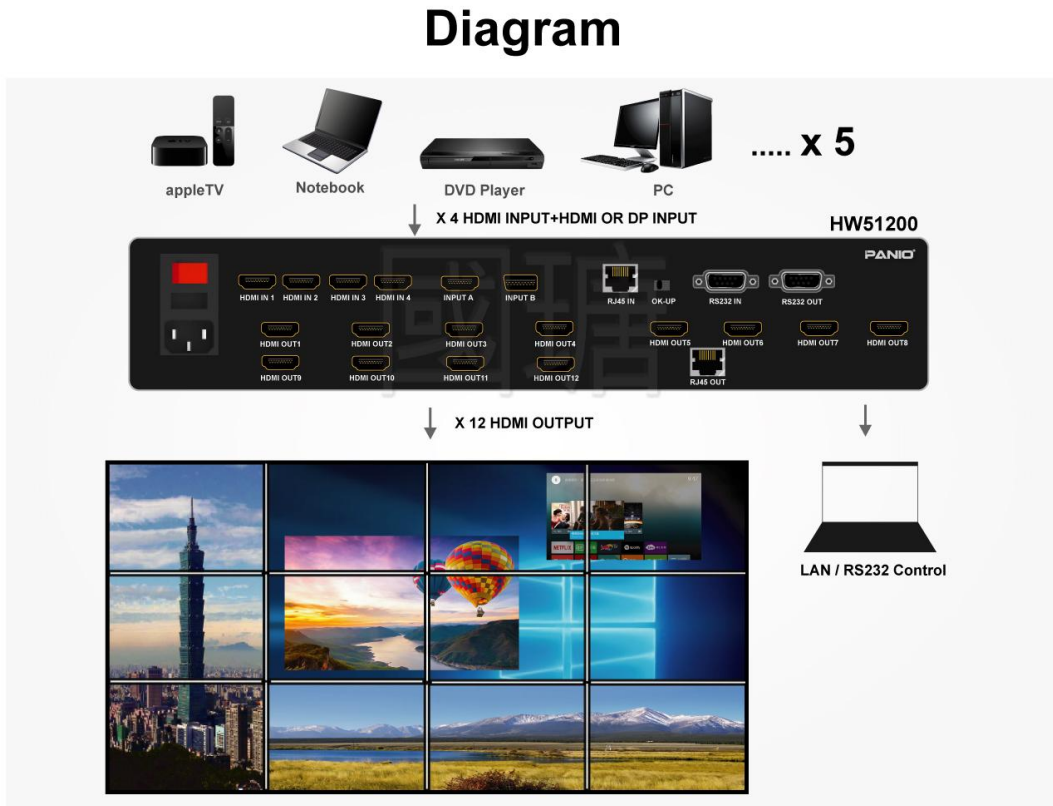 Diagram
..... x 5
appleTV
Notebook
DVD Player
PC
X 4 HDMI INPUT+HDMI OR DP INPUT
HW51200
PANIO
HDMI IN 1 HDMI IN 2 HDMI IN 3 HDMI IN 4 INPUT A INPUT B RJ45 IN OK-UP RS232 IN RS232 OUT
HDMI OUT1 HDMI OUT2 HDMI OUT3 HDMI OUT4 HDMI OUT5 HDMI OUT6 HDMI OUT7 HDMI OUT8
HDMI OUT9 HDMI OUT10 HDMI OUT11 HDMI OUT12 RJ45 OUT
國瑭
X 12 HDMI OUTPUT
NETFLIX
LAN / RS232 Control